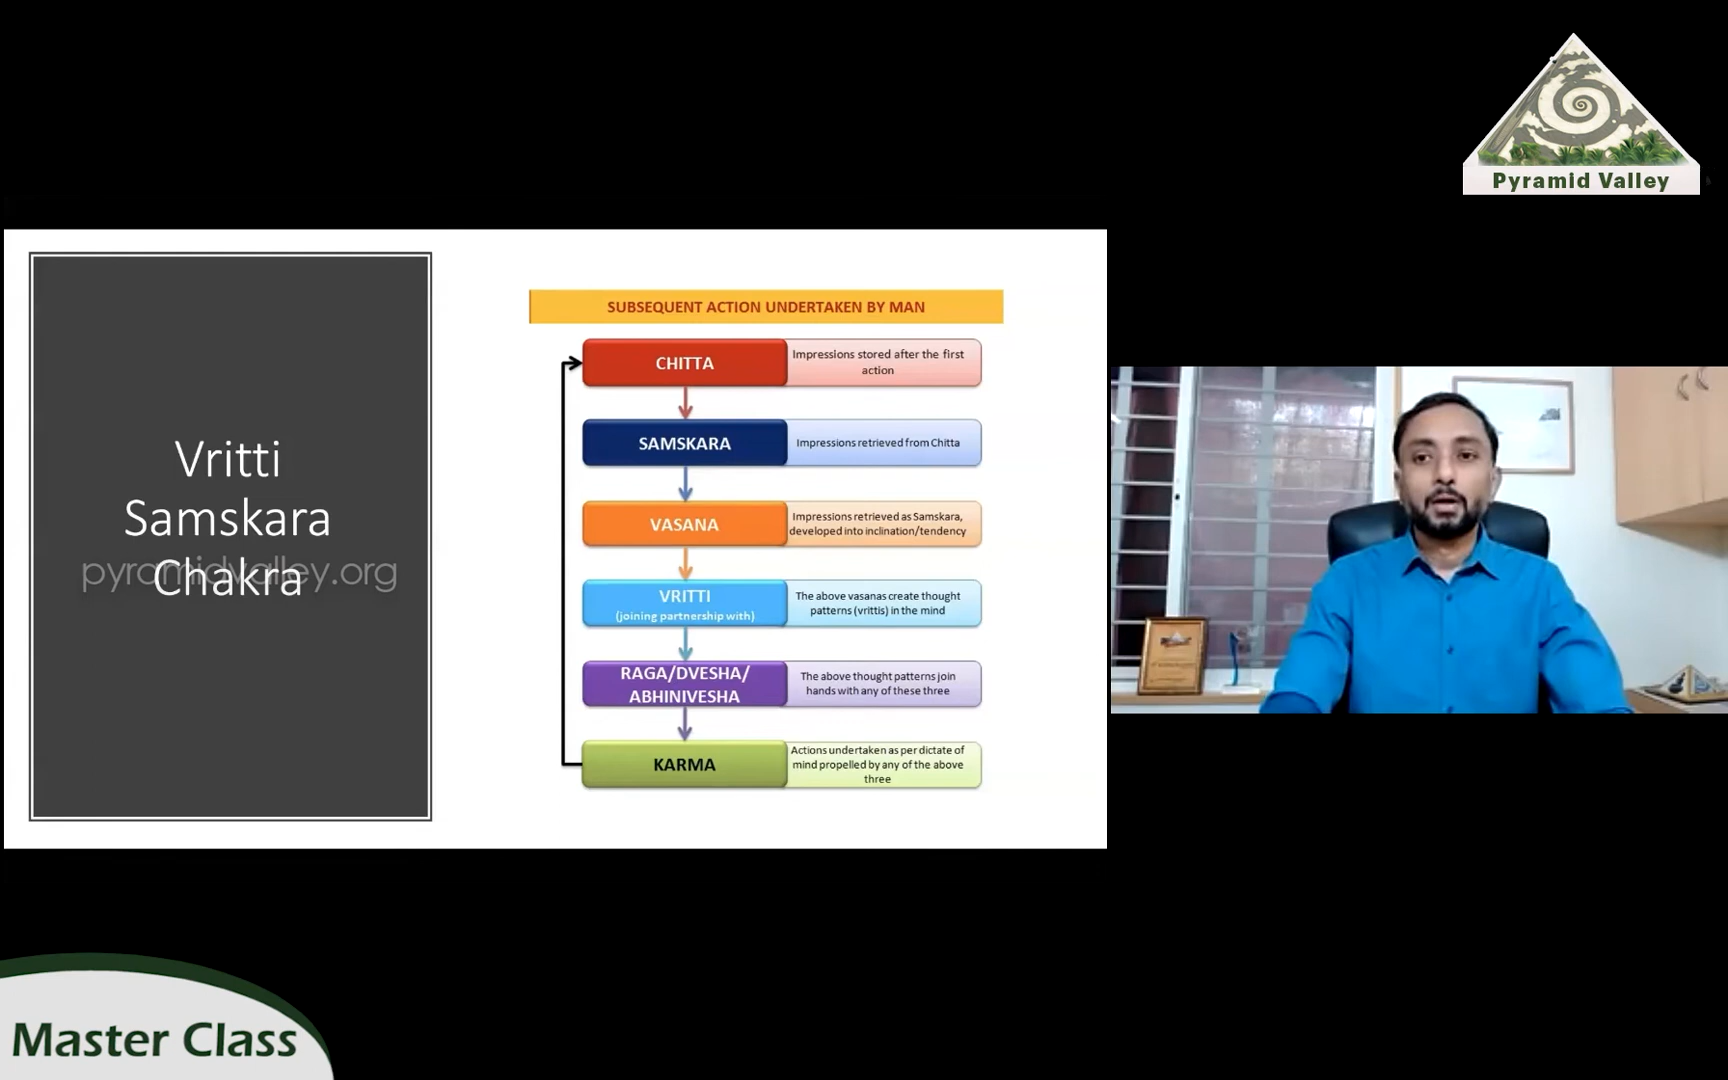 Pyramid Valley
Vritti
Samskara
Chakra
pyramidvalley.org
SUBSEQUENT ACTION UNDERTAKEN BY MAN
CHITTA
Impressions stored after the first
action
SAMSKARA
Impressions retrieved from Chitta
VASANA
Impressions retrieved as Samskara,
developed into inclination/tendency
VRITTI
(joining partnership with)
The above vasanas create thought
patterns (vrittis) in the mind
RAGA/DVESHA/
ABHINIVESHA
The above thought patterns join
hands with any of these three
KARMA
Actions undertaken as per dictate of
mind propelled by any of the above
three
Master Class